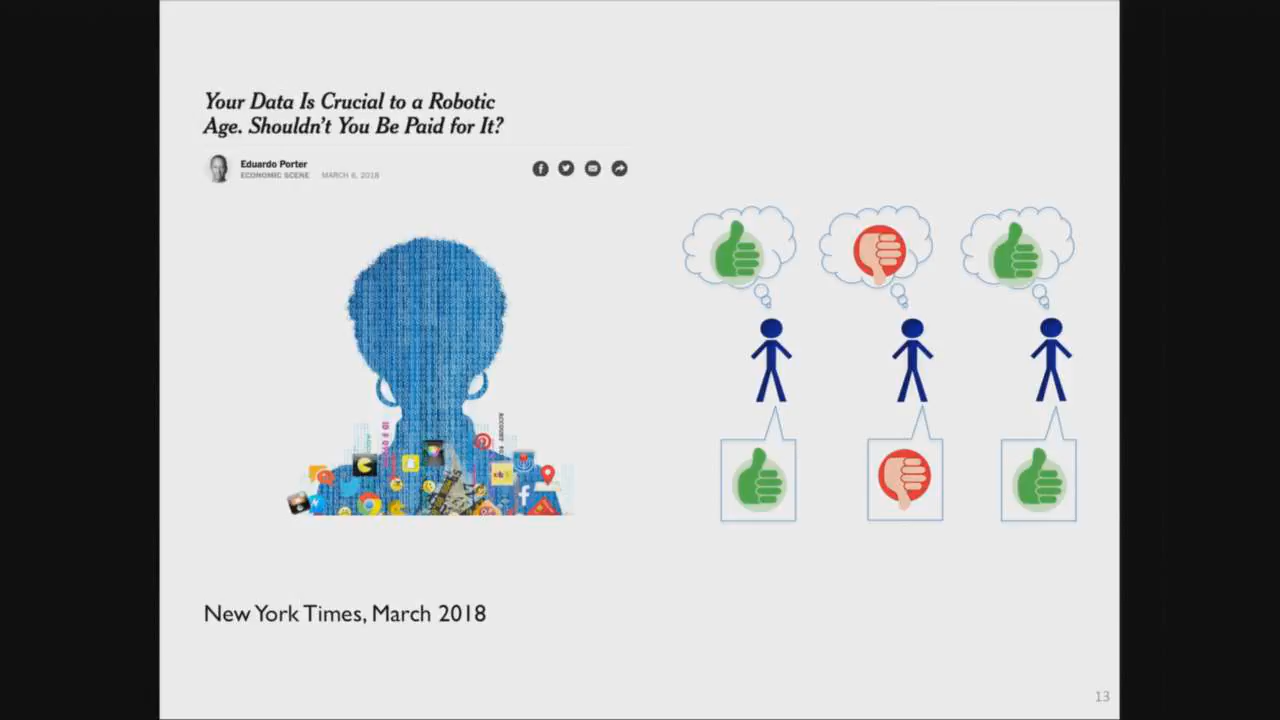 Your Data Is Crucial to a Robotic
Age. Shouldn't You Be Paid for It?
Eduardo Porter
ECONOMIC SCENE MARCH 6, 2018
New York Times, March 2018
13